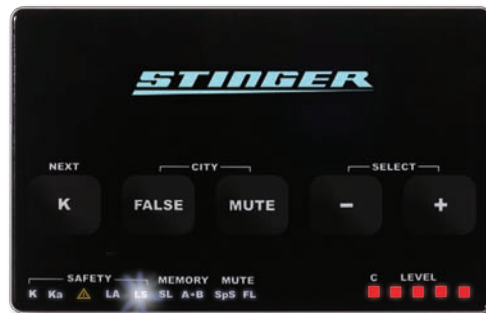 STINGER
NEXT CITY SELECT
K FALSE MUTE - +
SAFETY MEMORY MUTE C LEVEL
K Ka LA LS SL A+B SpS FL